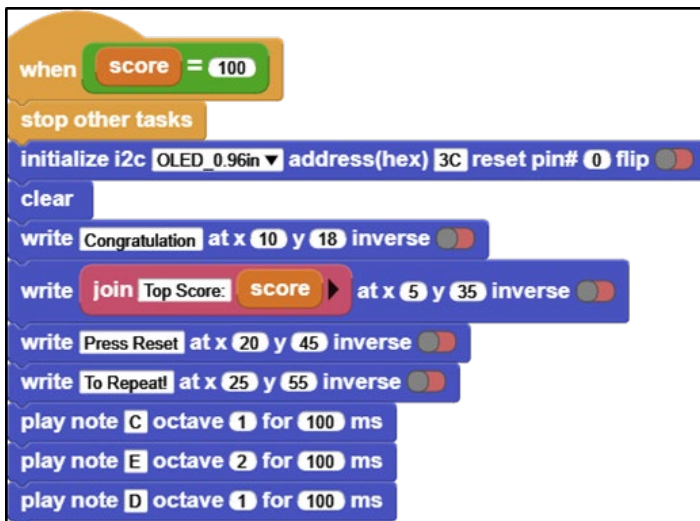 when score = 100
stop other tasks
initialize i2c OLED_0.96in address(hex) 3C reset pin# 0 flip
clear
write Congratulation at x 10 y 18 inverse
write join Top Score: score at x 5 y 35 inverse
write Press Reset at x 20 y 45 inverse
write To Repeat! at x 25 y 55 inverse
play note C octave 1 for 100 ms
play note E octave 2 for 100 ms
play note D octave 1 for 100 ms